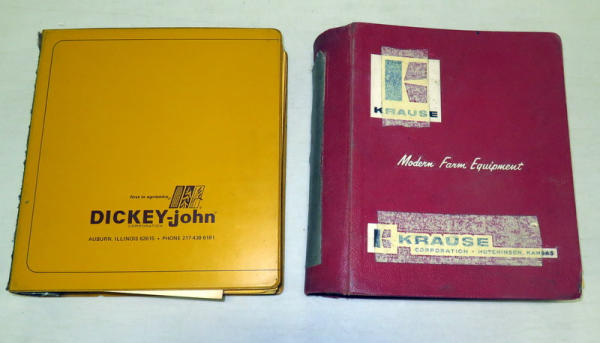 first in agronomics
DICKEY-john
CORPORATION
AUBURN, ILLINOIS 62615 • PHONE 217 438 6161
K
KRAUSE
Modern Farm Equipment
K KRAUSE
CORPORATION • HUTCHINSON, KANSAS